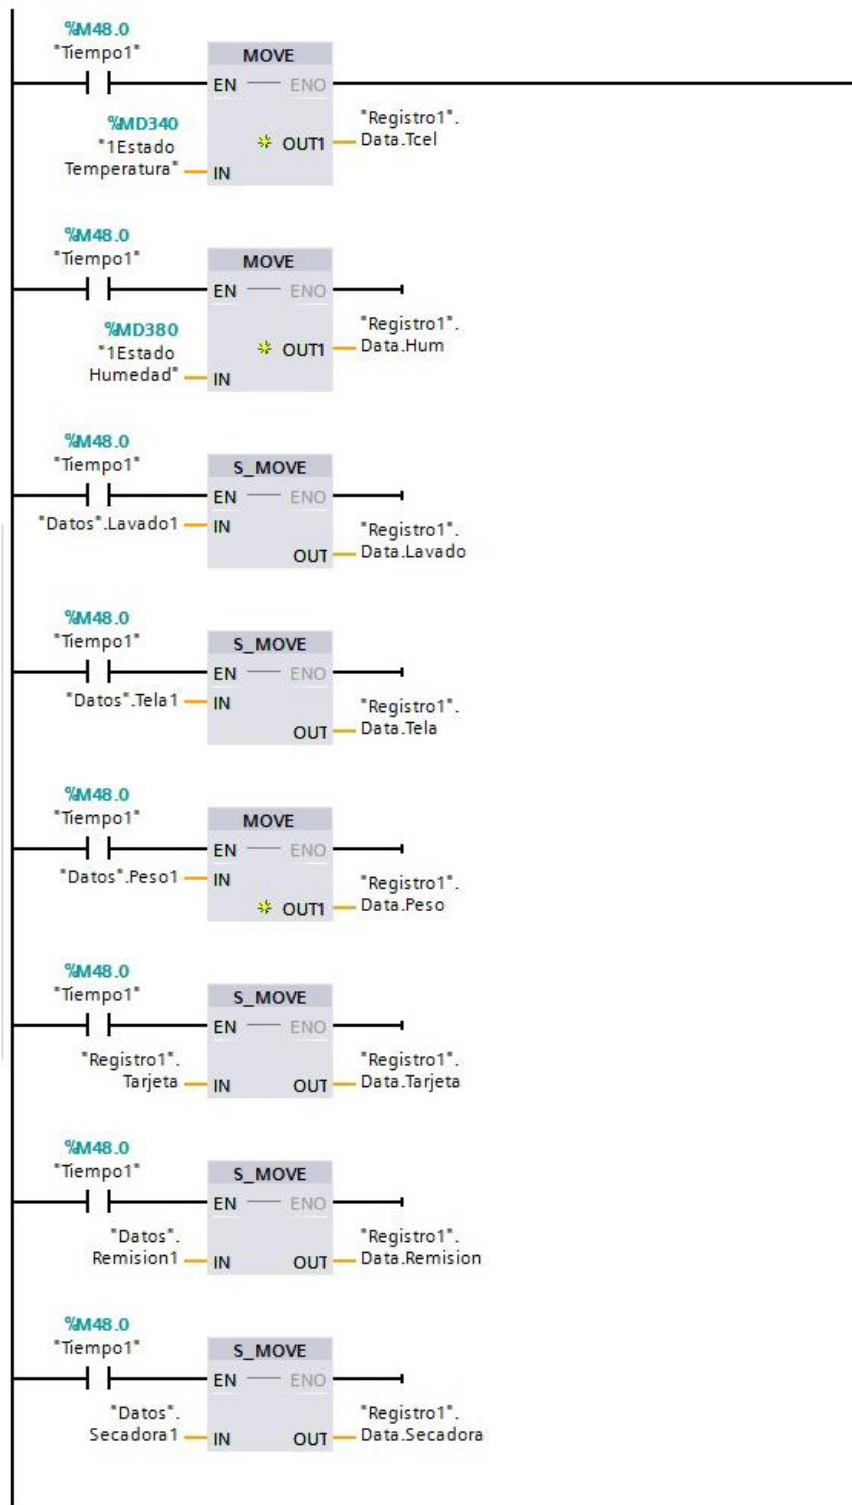 %M48.0
"Tiempo1"
MOVE
EN ENO
%MD340
"1Estado
Temperatura"
IN
OUT1
"Registro1".
Data.Tcel
%M48.0
"Tiempo1"
MOVE
EN ENO
%MD380
"1Estado
Humedad"
IN
OUT1
"Registro1".
Data.Hum
%M48.0
"Tiempo1"
S_MOVE
EN ENO
"Datos".Lavado1
IN
OUT
"Registro1".
Data.Lavado
%M48.0
"Tiempo1"
S_MOVE
EN ENO
"Datos".Tela1
IN
OUT
"Registro1".
Data.Tela
%M48.0
"Tiempo1"
MOVE
EN ENO
"Datos".Peso1
IN
OUT1
"Registro1".
Data.Peso
%M48.0
"Tiempo1"
S_MOVE
EN ENO
"Registro1".
Tarjeta
IN OUT
"Registro1".
Data.Tarjeta
%M48.0
"Tiempo1"
S_MOVE
EN ENO
"Datos".
Remision1
IN OUT
"Registro1".
Data.Remision
%M48.0
"Tiempo1"
S_MOVE
EN ENO
"Datos".
Secadora1
IN OUT
"Registro1".
Data.Secadora